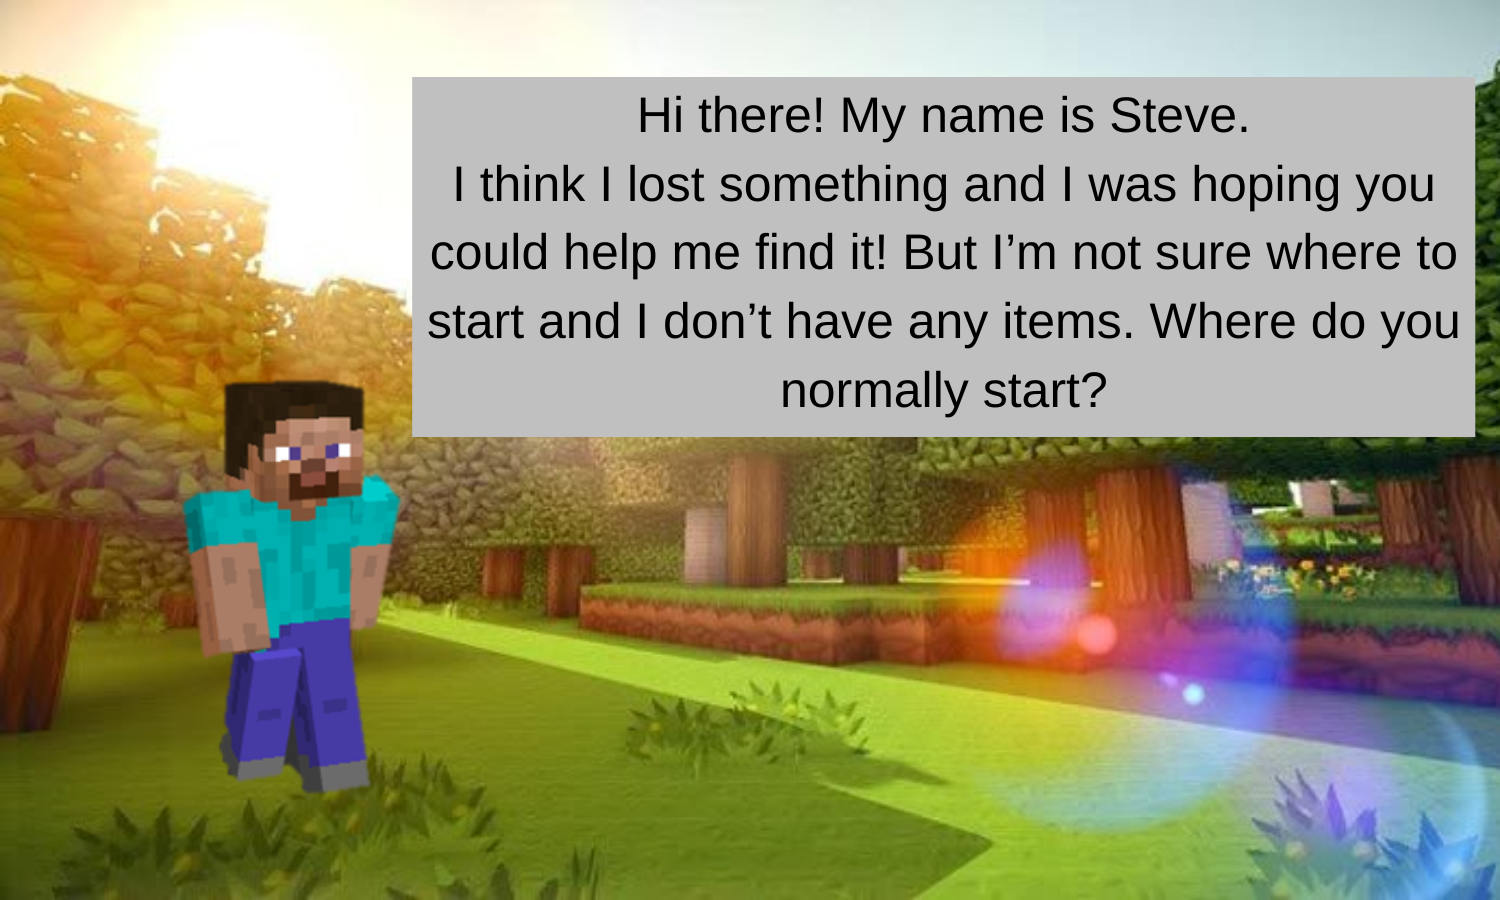 Hi there! My name is Steve.
I think I lost something and I was hoping you
could help me find it! But I’m not sure where to
start and I don’t have any items. Where do you
normally start?